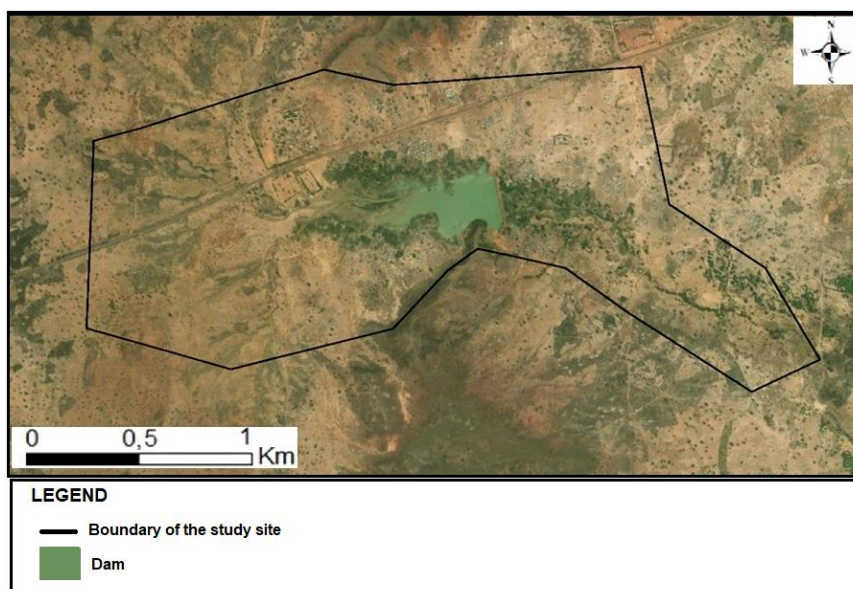 N
W E
S
0 0,5 1
Km
LEGEND
Boundary of the study site
Dam